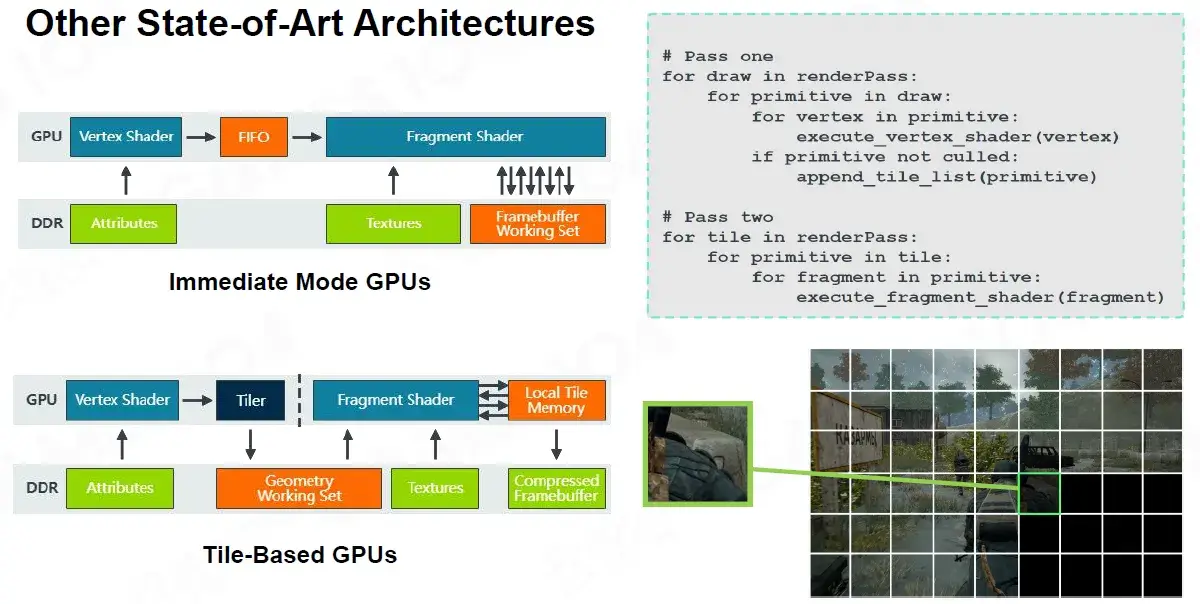 Other State-of-Art Architectures
GPU
Vertex Shader
FIFO
Fragment Shader
DDR
Attributes
Textures
Framebuffer
Working Set
Immediate Mode GPUs
GPU
Vertex Shader
Tiler
Fragment Shader
Local Tile
Memory
DDR
Attributes
Geometry
Working Set
Textures
Compressed
Framebuffer
Tile-Based GPUs
# Pass one
for draw in renderPass:
    for primitive in draw:
        for vertex in primitive:
            execute_vertex_shader(vertex)
        if primitive not culled:
            append_tile_list(primitive)
# Pass two
for tile in renderPass:
    for primitive in tile:
        for fragment in primitive:
            execute_fragment_shader(fragment)
КАЗАРМЫ